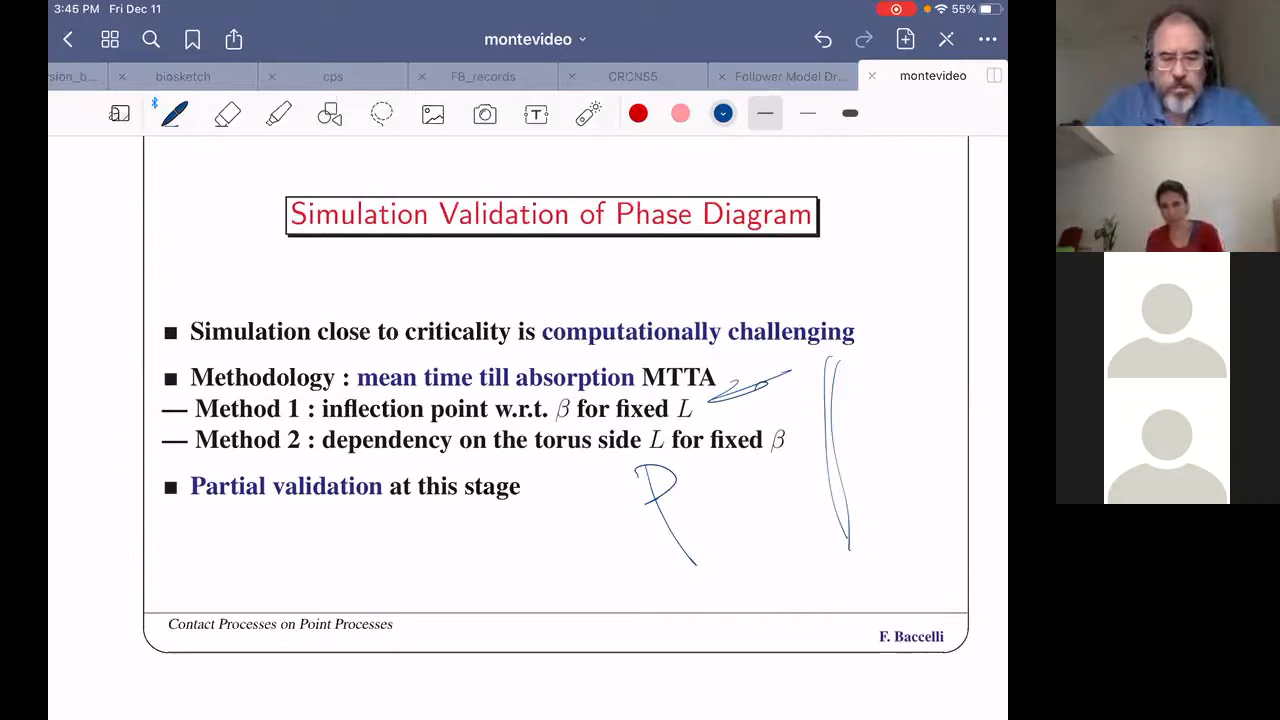 3:45 PM Fri Dec 11
55%
montevideo
rsion_b...
biosketch
cps
FB_records
CRCNS5
Follower Model Dr...
montevideo
Simulation Validation of Phase Diagram
■ Simulation close to criticality is computationally challenging
■ Methodology : mean time till absorption MTTA
— Method 1 : inflection point w.r.t. β for fixed L
— Method 2 : dependency on the torus side L for fixed β
■ Partial validation at this stage
Contact Processes on Point Processes
F. Baccelli